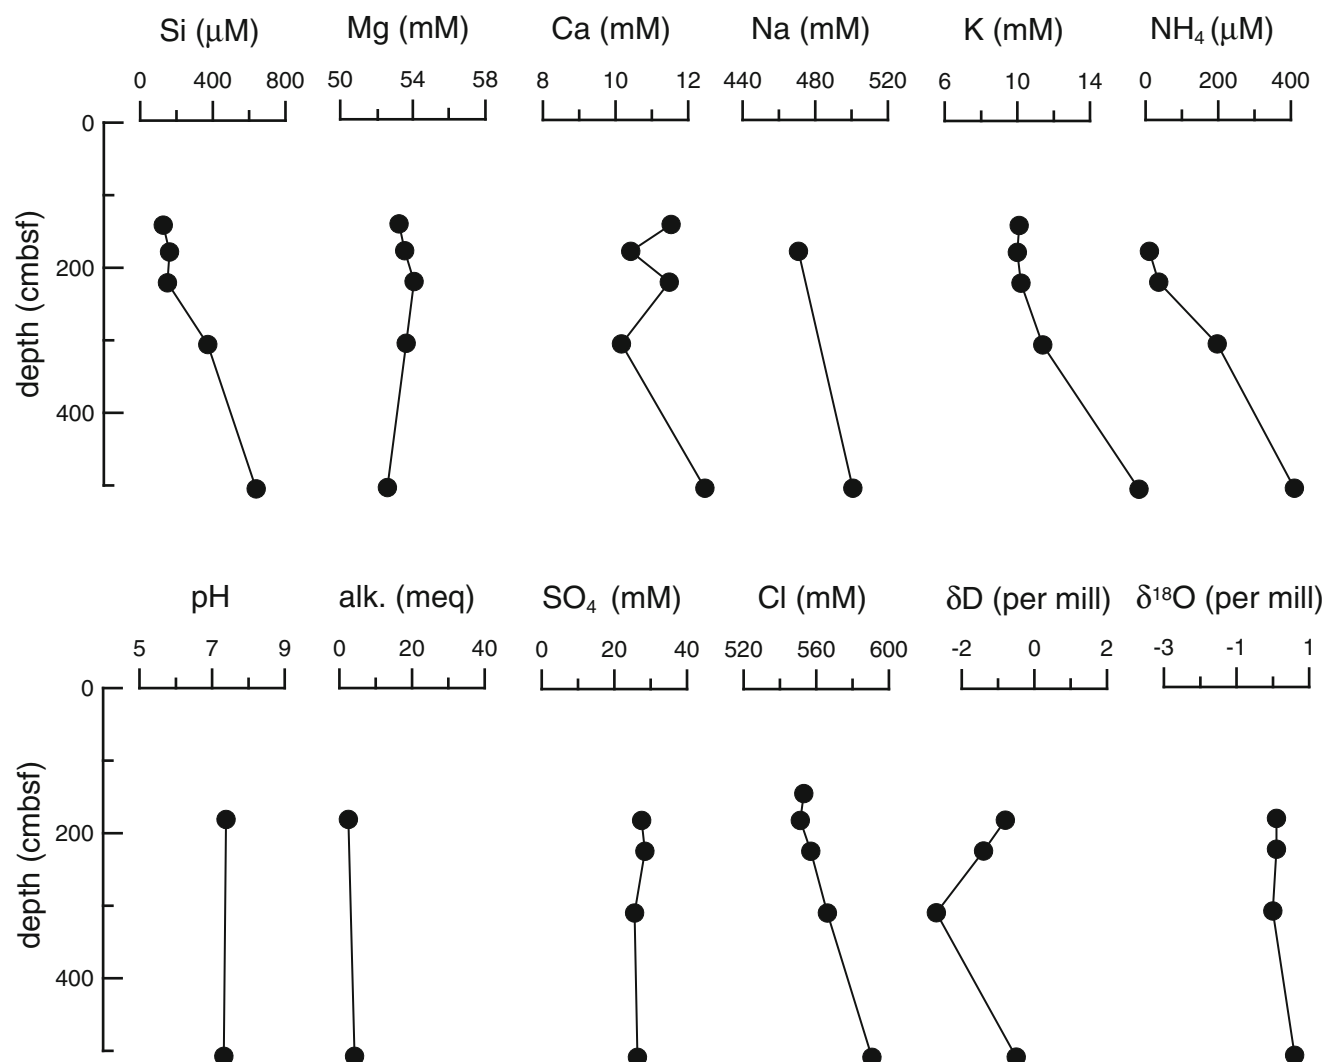 Si (μM) Mg (mM) Ca (mM) Na (mM) K (mM) NH₄ (μM)
0 400 800 50 54 58 8 10 12 440 480 520 6 10 14 0 200 400
0
200
400
depth (cmbsf)
pH alk. (meq) SO₄ (mM) Cl (mM) δD (per mill) δ¹⁸O (per mill)
5 7 9 0 20 40 0 20 40 520 560 600 -2 0 2 -3 -1 1
0
200
400
depth (cmbsf)